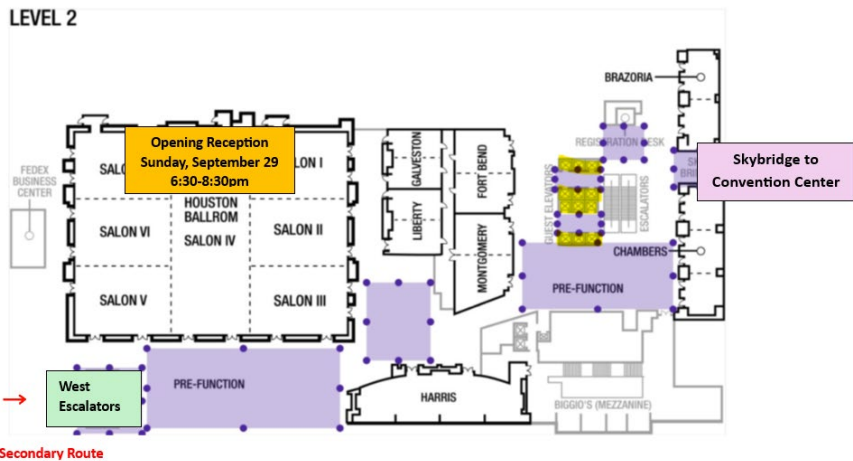 LEVEL 2
BRAZORIA
REGISTRATION DESK
Opening Reception
Sunday, September 29
6:30-8:30pm
SALON I
GALVESTON
FORT BEND
Skybridge to
Convention Center
FEDEX
BUSINESS
CENTER
GUEST ELEVATORS
ESCALATORS
HOUSTON
BALLROM
SALON VI
SALON IV
SALON II
LIBERTY
MONTGOMERY
CHAMBERS
PRE-FUNCTION
SALON V
SALON III
West
Escalators
PRE-FUNCTION
HARRIS
BIGGIO'S (MEZZANINE)
Secondary Route